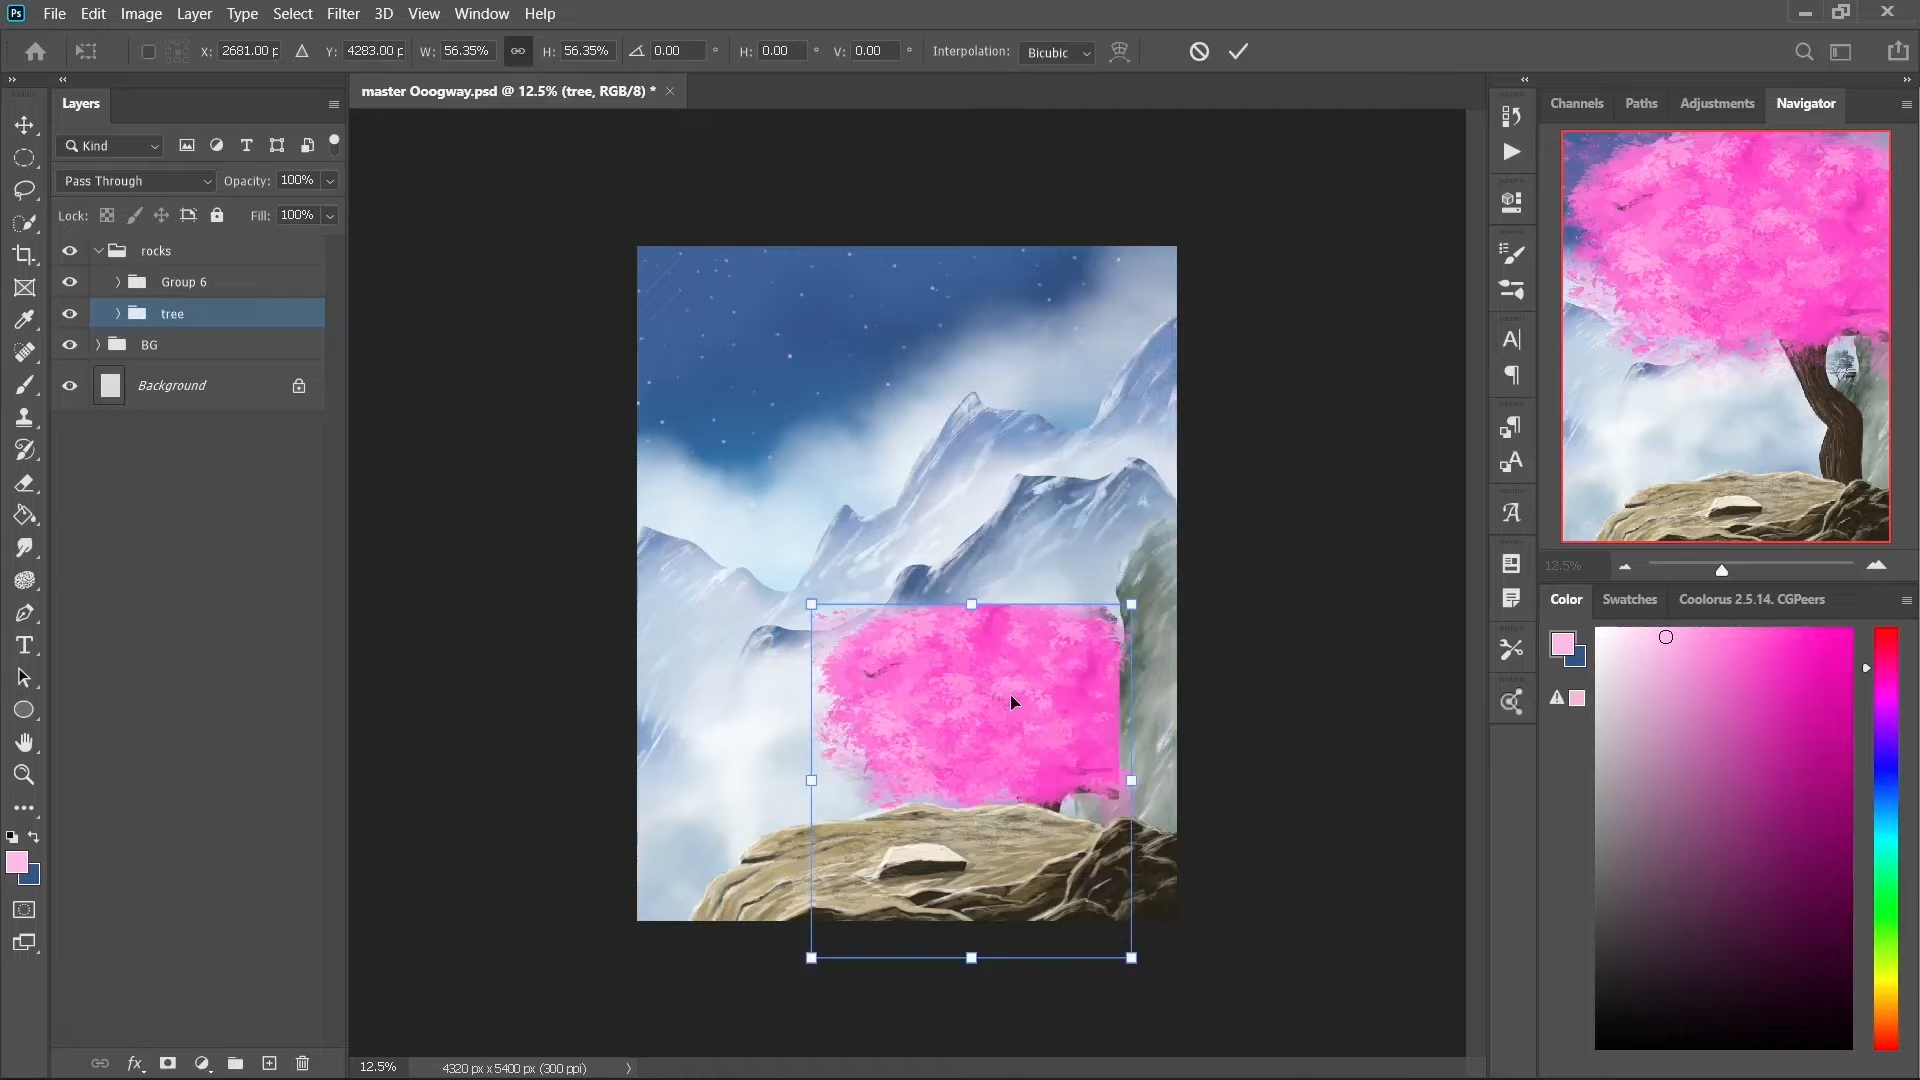 Ps File Edit Image Layer Type Select Filter 3D View Window Help
X: 2681.00 p Y: 4283.00 p W: 56.35% H: 56.35% 0.00 ° H: 0.00 ° V: 0.00 ° Interpolation: Bicubic
Layers
master Ooogway.psd @ 12.5% (tree, RGB/8) *
Channels Paths Adjustments Navigator
Kind
Pass Through Opacity: 100%
Lock: Fill: 100%
rocks
Group 6
tree
BG
Background
12.5%
Color Swatches Coolorus 2.5.14. CGPeers
12.5% 4320 px x 5400 px (300 ppi)